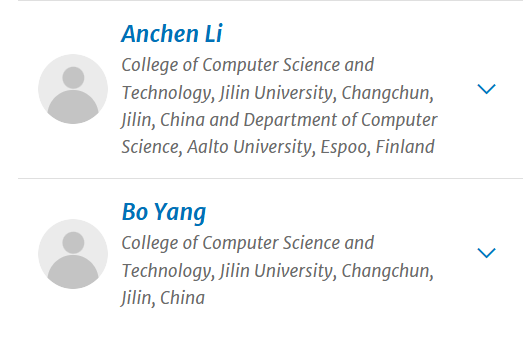 Anchen Li
College of Computer Science and
Technology, Jilin University, Changchun,
Jilin, China and Department of Computer
Science, Aalto University, Espoo, Finland
Bo Yang
College of Computer Science and
Technology, Jilin University, Changchun,
Jilin, China